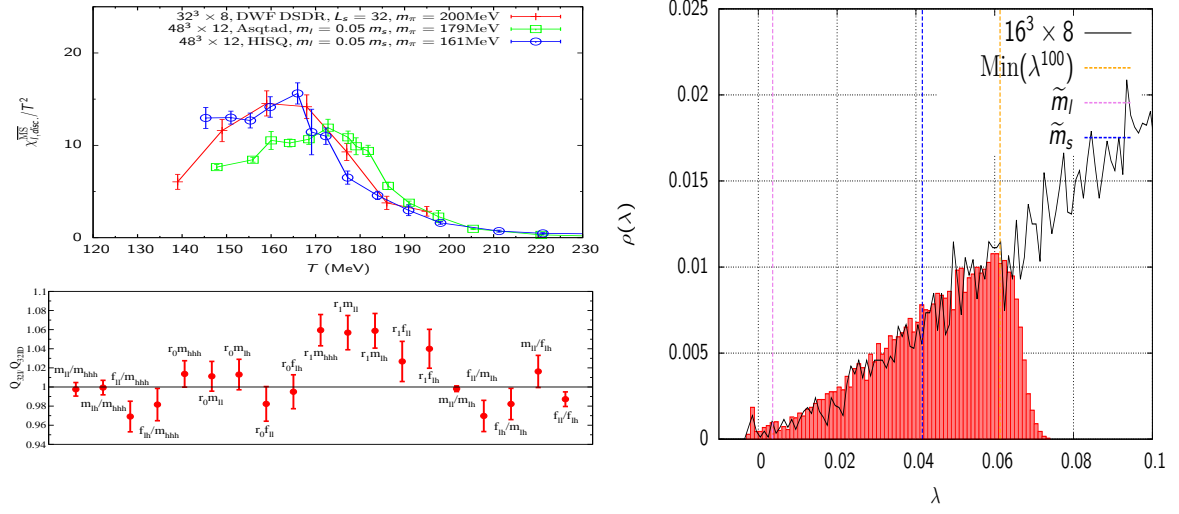 32³ × 8, DWF DSDR, L_s = 32, m_π = 200MeV
48³ × 12, Asqtad, m_l = 0.05 m_s, m_π = 179MeV
48³ × 12, HISQ, m_l = 0.05 m_s, m_π = 161MeV
25
20
10
0
χ^{MS̅}_{l,disc.}/T²
120 130 140 150 160 170 180 190 200 210 220 230
T (MeV)
1.1
1.08
1.06
1.04
1.02
1
0.98
0.96
0.94
m_ll/m_hhh
f_ll/m_hhh
m_lh/m_hhh
f_lh/m_hhh
r_0m_hhh
r_0m_ll
r_0m_lh
r_0f_ll
r_0f_lh
r_1m_hhh
r_1m_ll
r_1m_lh
r_1f_ll
r_1f_lh
m_ll/m_lh
f_ll/m_lh
f_lh/m_lh
m_ll/f_lh
f_ll/f_lh
16³ × 8
Min(λ^100)
m̃_l
m̃_s
0.025
0.02
0.015
0.01
0.005
0
ρ(λ)
0 0.02 0.04 0.06 0.08 0.1
λ